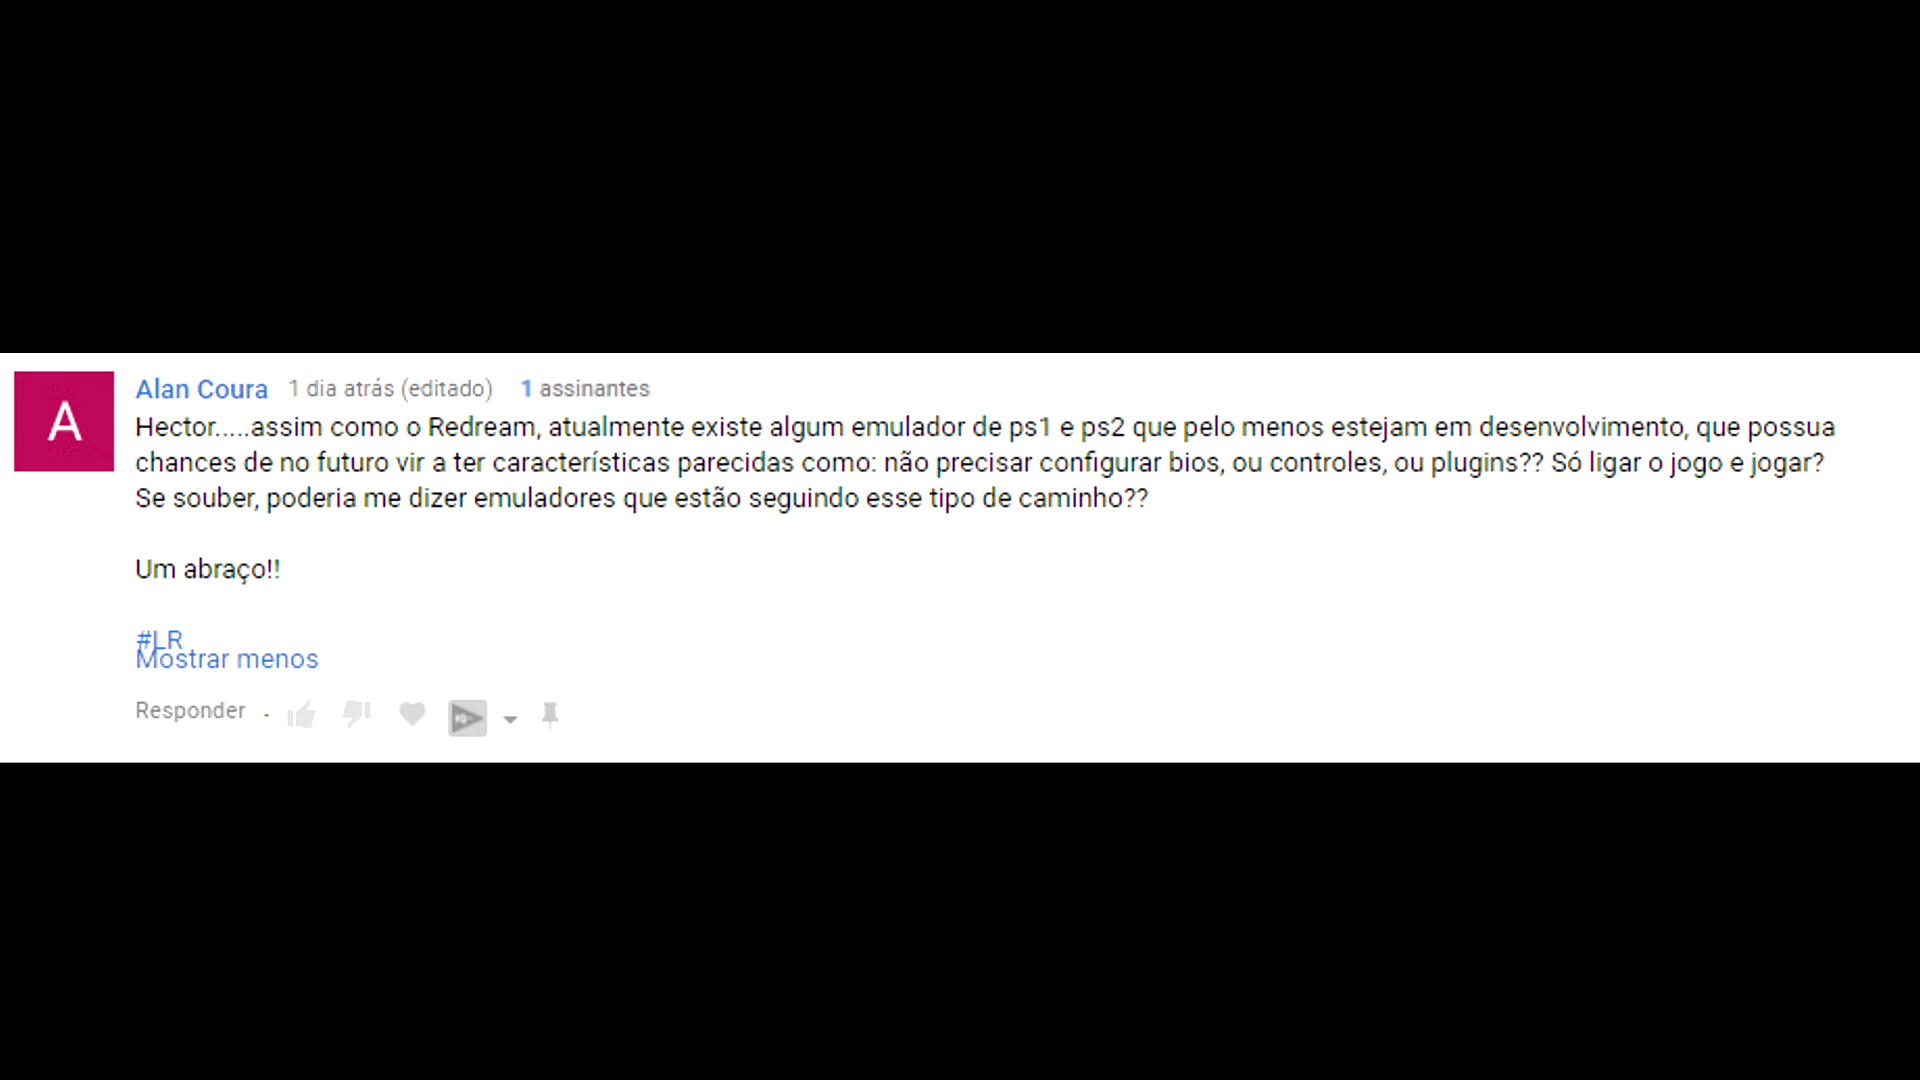 A
Alan Coura 1 dia atrás (editado) 1 assinantes
Hector.....assim como o Redream, atualmente existe algum emulador de ps1 e ps2 que pelo menos estejam em desenvolvimento, que possua
chances de no futuro vir a ter características parecidas como: não precisar configurar bios, ou controles, ou plugins?? Só ligar o jogo e jogar?
Se souber, poderia me dizer emuladores que estão seguindo esse tipo de caminho??
Um abraço!!
#LR
Mostrar menos
Responder